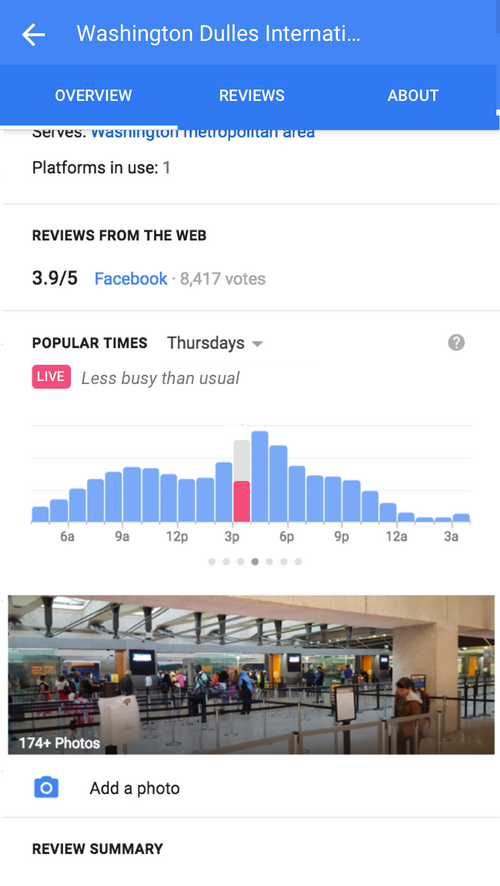 Washington Dulles Internati...
OVERVIEW REVIEWS ABOUT
Serves: Washington metropolitan area
Platforms in use: 1
REVIEWS FROM THE WEB
3.9/5 Facebook · 8,417 votes
POPULAR TIMES Thursdays ?
LIVE Less busy than usual
6a 9a 12p 3p 6p 9p 12a 3a
174+ Photos
Add a photo
REVIEW SUMMARY